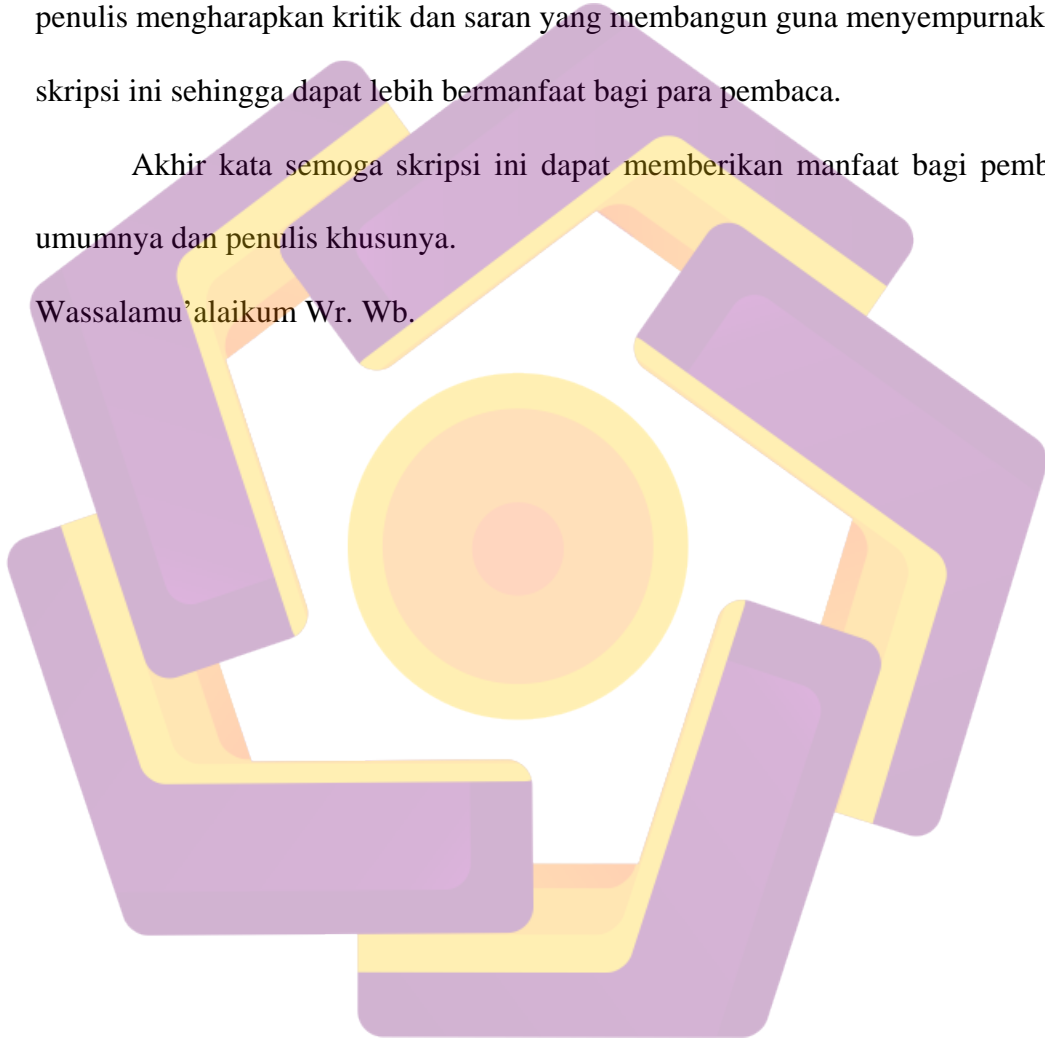 penulis mengharapkan kritik dan saran yang membangun guna menyempurnak
skripsi ini sehingga dapat lebih bermanfaat bagi para pembaca.
Akhir kata semoga skripsi ini dapat memberikan manfaat bagi pemb
umumnya dan penulis khusunya.
Wassalamu’alaikum Wr. Wb.